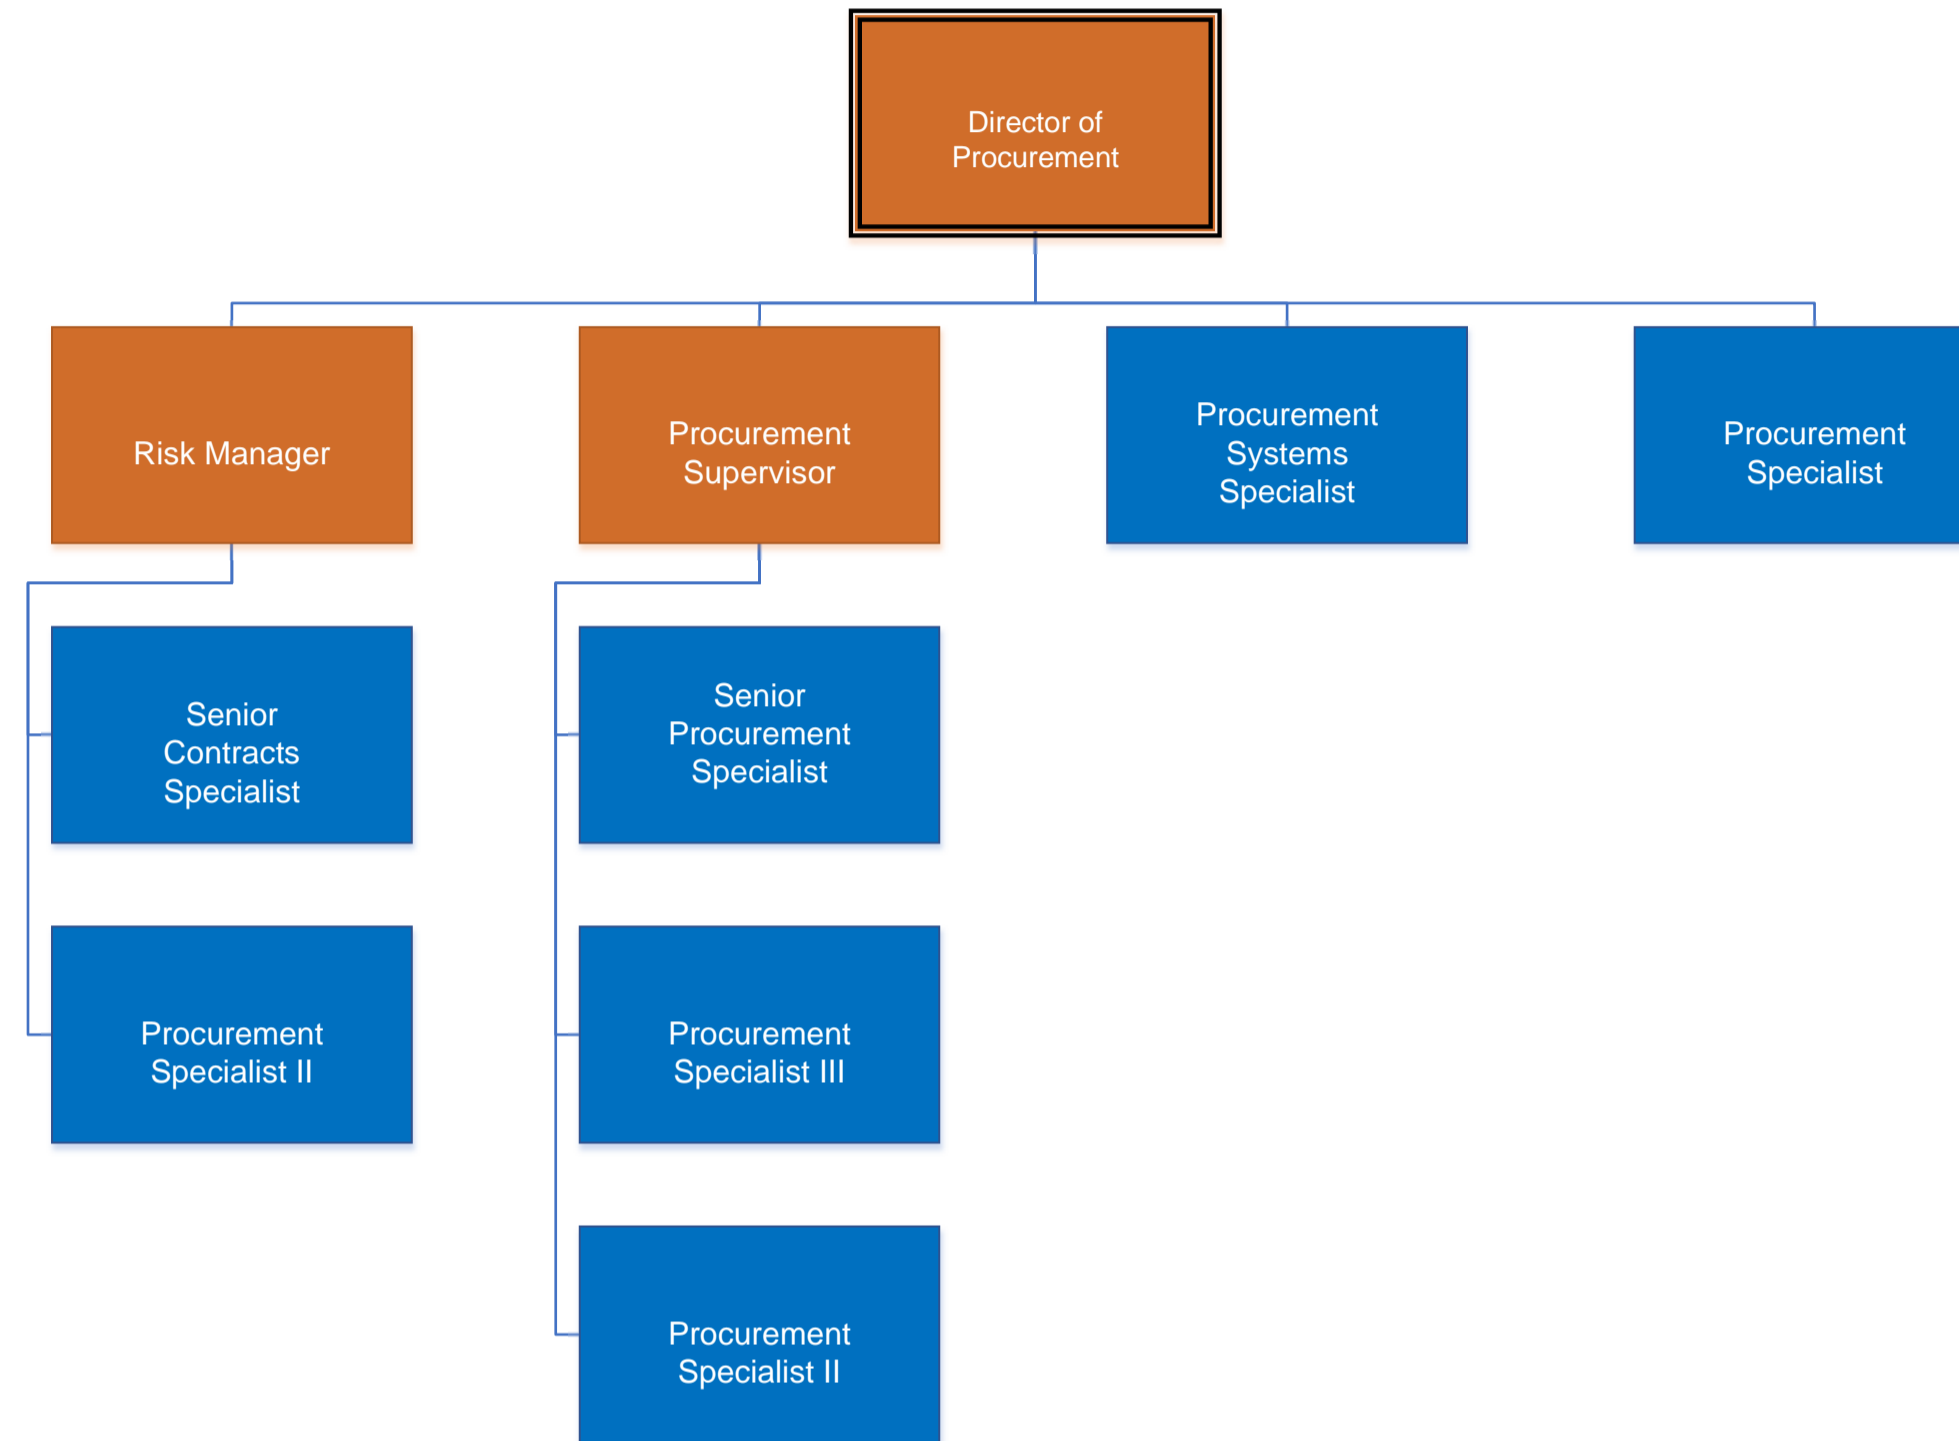 Director of
Procurement
Risk Manager
Procurement
Supervisor
Procurement
Systems
Specialist
Procurement
Specialist
Senior
Contracts
Specialist
Senior
Procurement
Specialist
Procurement
Specialist II
Procurement
Specialist III
Procurement
Specialist II